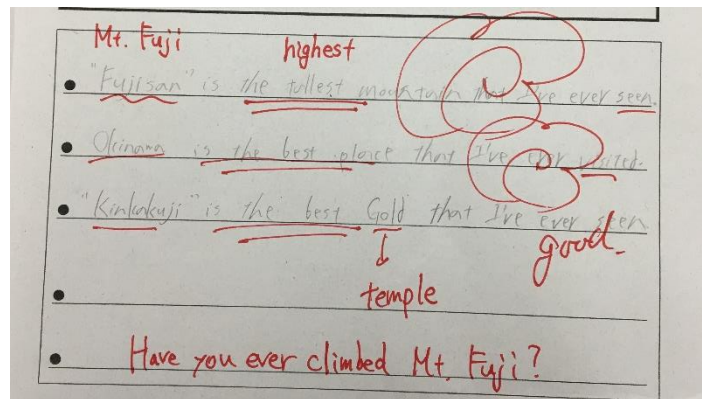 Mt. Fuji highest
"Fujisan" is the tallest mountain that I've ever seen.
Okinawa is the best place that I've ever visited.
"Kinkakuji" is the best Gold that I've ever seen
good.
temple
Have you ever climbed Mt. Fuji?